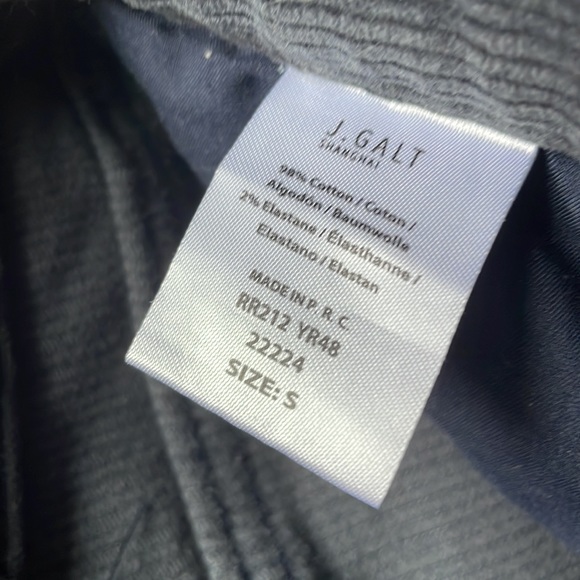 J. GALT
SHANGHAI
98% Cotton / Coton /
Algodón / Baumwolle
2% Elastane / Élasthanne /
Elastano / Elastan
MADE IN P. R. C.
RR212 YR48
22224
SIZE: S